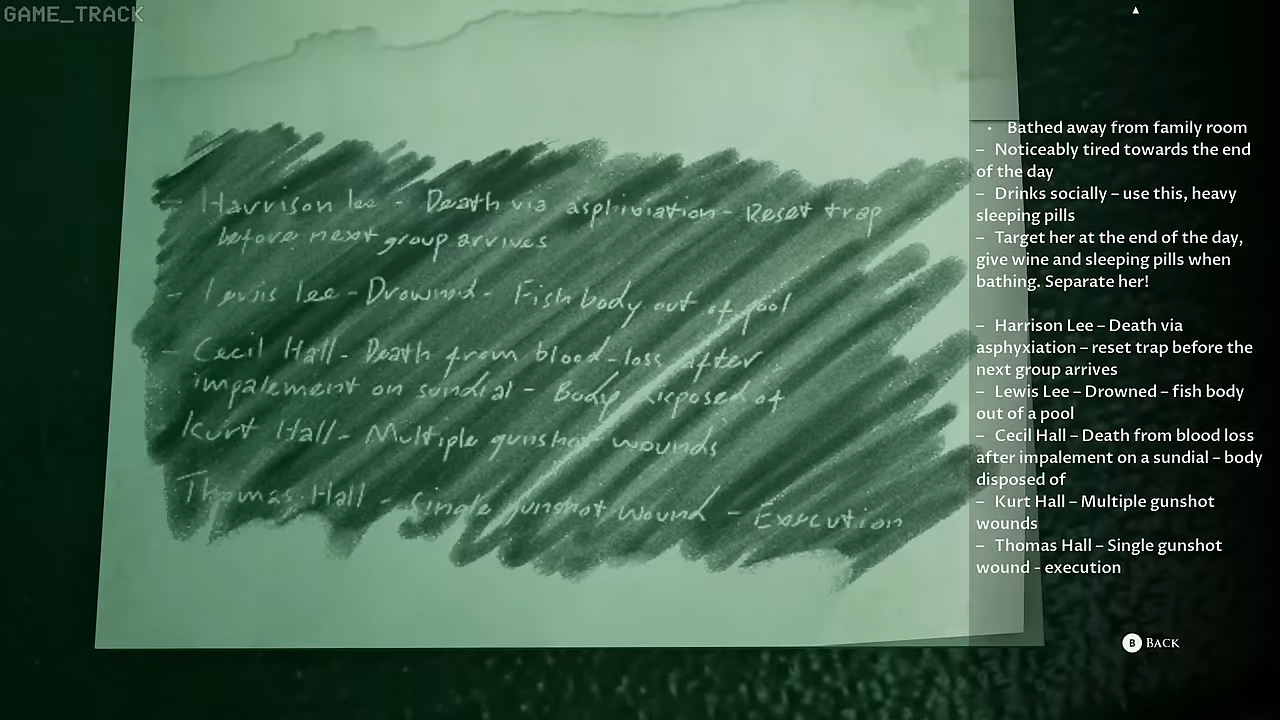 GAME_TRACK
- Harrison lee - Death via asphixiation - Reset trap
before next group arrives
- Lewis lee - Drowned - Fish body out of pool
- Cecil Hall - Death from blood-loss after
impalement on sundial - Body disposed of
- Kurt Hall - Multiple gunshot wounds
Thomas Hall - Single gunshot wound - Execution
• Bathed away from family room
– Noticeably tired towards the end
of the day
– Drinks socially – use this, heavy
sleeping pills
– Target her at the end of the day,
give wine and sleeping pills when
bathing. Separate her!
– Harrison Lee – Death via
asphyxiation – reset trap before the
next group arrives
– Lewis Lee – Drowned – fish body
out of a pool
– Cecil Hall – Death from blood loss
after impalement on a sundial – body
disposed of
– Kurt Hall – Multiple gunshot
wounds
– Thomas Hall – Single gunshot
wound - execution
B BACK